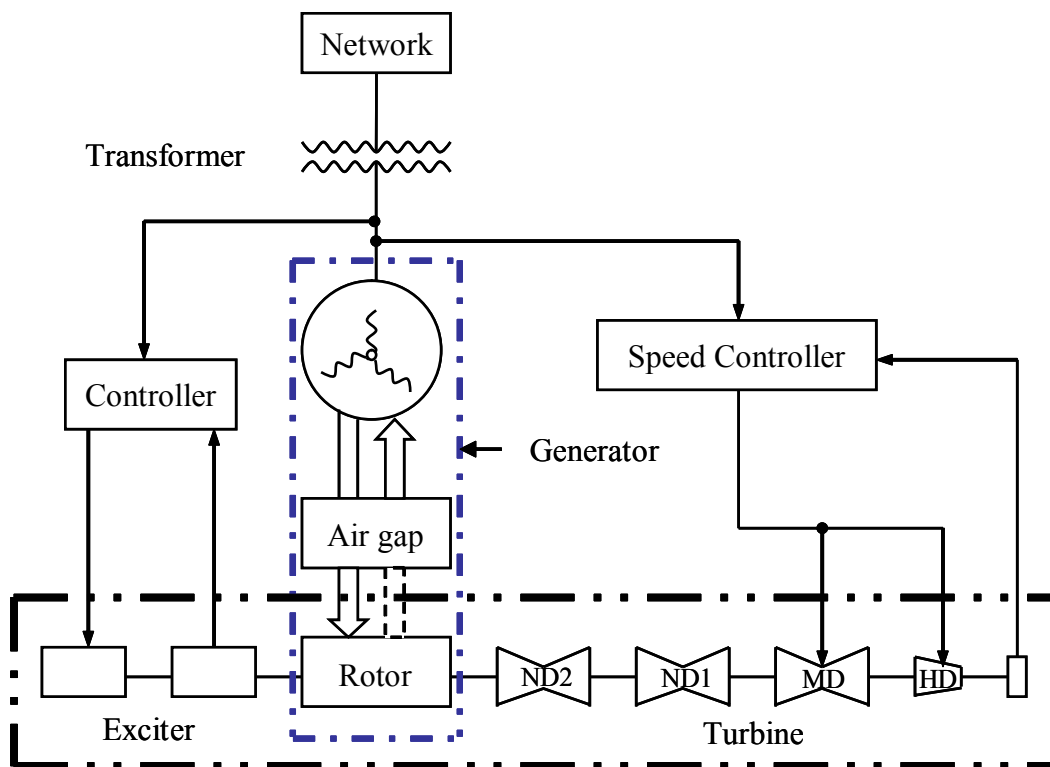 Network
Transformer
Speed Controller
Controller
Generator
Air gap
Rotor
ND2
ND1
MD
HD
Exciter
Turbine